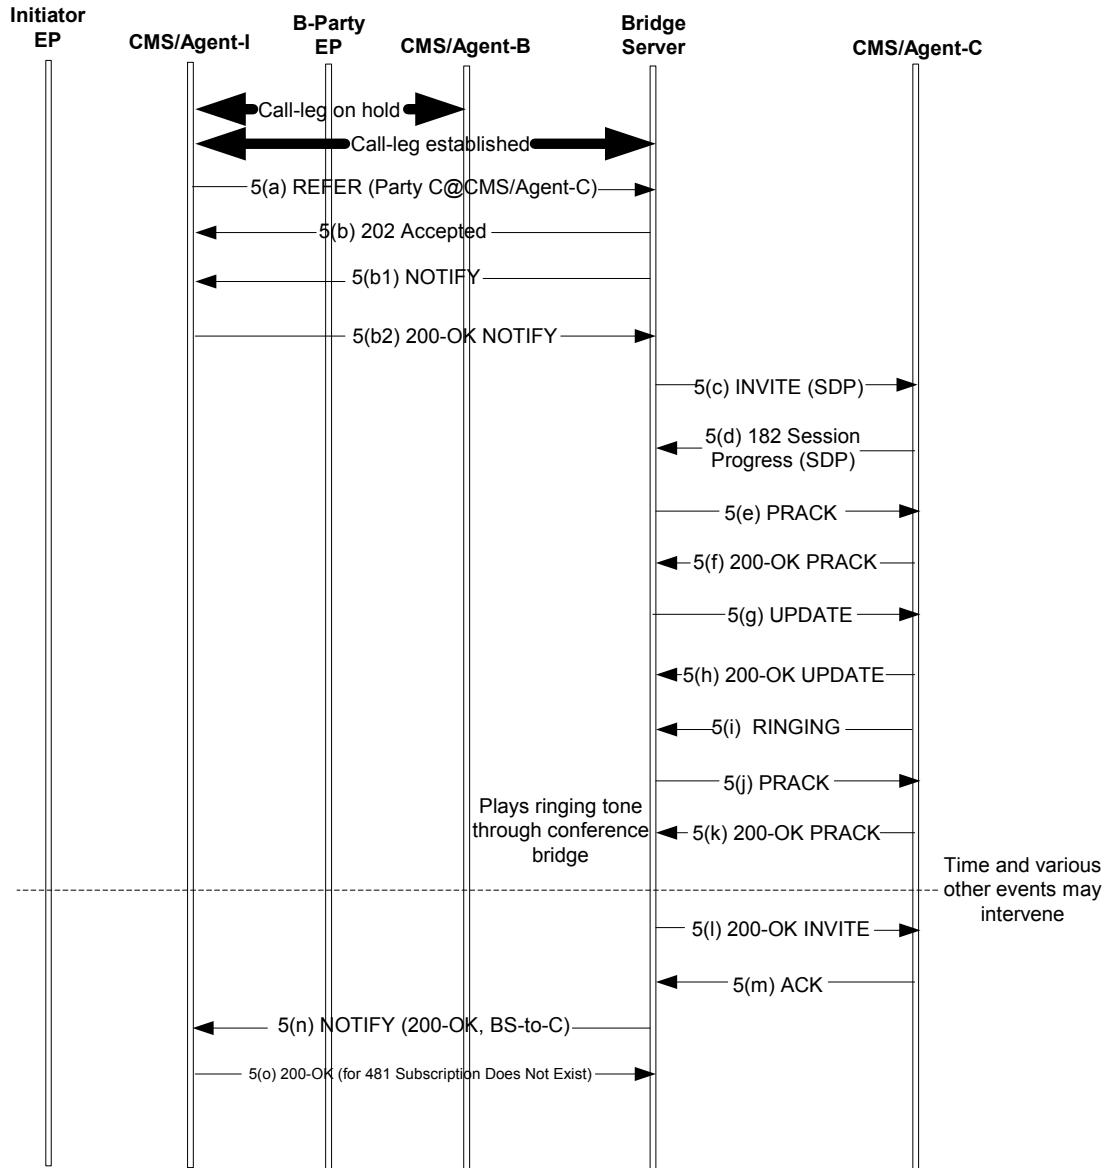 Initiator
EP
CMS/Agent-I
B-Party
EP
CMS/Agent-B
Bridge
Server
CMS/Agent-C
Call-leg on hold
Call-leg established
5(a) REFER (Party C@CMS/Agent-C)
5(b) 202 Accepted
5(b1) NOTIFY
5(b2) 200-OK NOTIFY
5(c) INVITE (SDP)
5(d) 182 Session
Progress (SDP)
5(e) PRACK
5(f) 200-OK PRACK
5(g) UPDATE
5(h) 200-OK UPDATE
5(i) RINGING
5(j) PRACK
Plays ringing tone
through conference
bridge
5(k) 200-OK PRACK
Time and various
other events may
intervene
5(l) 200-OK INVITE
5(m) ACK
5(n) NOTIFY (200-OK, BS-to-C)
5(o) 200-OK (for 481 Subscription Does Not Exist)